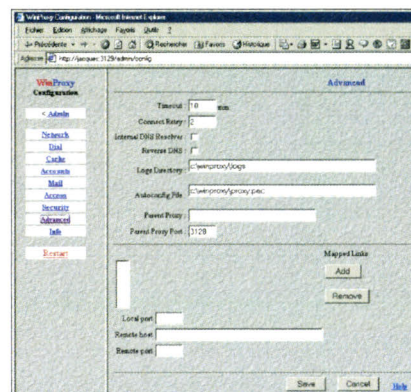 WinProxy Configuration - Microsoft Internet Explorer
Fichier Edition Affichage Favoris Outils ?
Précédente Rechercher Favoris Historique
Adresse http://jacquec:3129/admin/config
WinProxy
Configuration
< Admin
Network
Dial
Cache
Accounts
Mail
Access
Security
Advanced
Info
Restart
Advanced
Timeout : 10 min
Connect Retry : 2
Internal DNS Resolver :
Reverse DNS :
Logs Directory : c:\winproxy\logs
Autoconfig File : c:\winproxy\proxy.pac
Parent Proxy :
Parent Proxy Port : 3128
Mapped Links
Add
Remove
Local port
Remote host
Remote port
Save Cancel Help